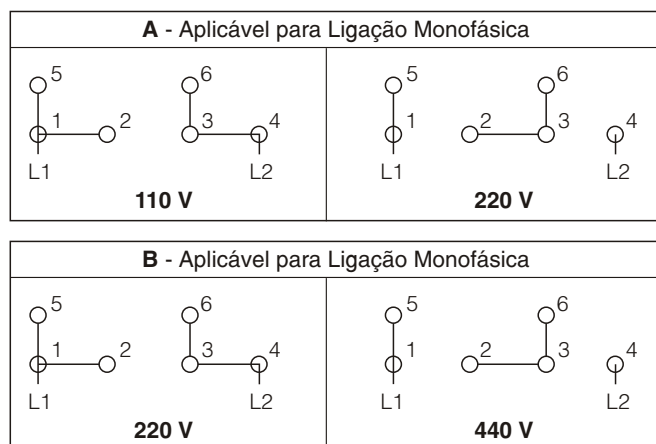 A - Aplicável para Ligação Monofásica
5 6 5 6
1 2 3 4 1 2 3 4
L1 L2 L1 L2
110 V 220 V
B - Aplicável para Ligação Monofásica
5 6 5 6
1 2 3 4 1 2 3 4
L1 L2 L1 L2
220 V 440 V